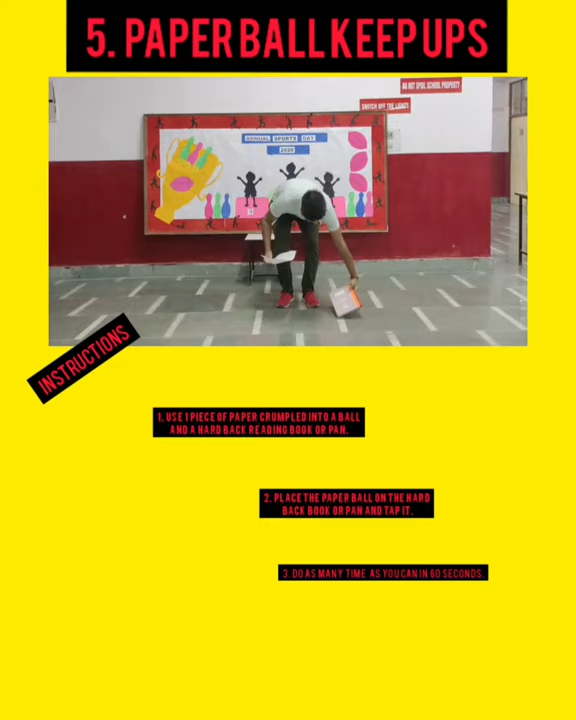 5. PAPER BALL KEEP UPS
DO NOT SPOIL SCHOOL PROPERTY
SWITCH OFF THE LIGHTS
ANNUAL SPORTS DAY
2020
1
INSTRUCTIONS
1. USE 1 PIECE OF PAPER CRUMPLED INTO A BALL
AND A HARD BACK READING BOOK OR PAN.
2. PLACE THE PAPER BALL ON THE HARD
BACK BOOK OR PAN AND TAP IT.
3. DO AS MANY TIME AS YOU CAN IN 60 SECONDS.